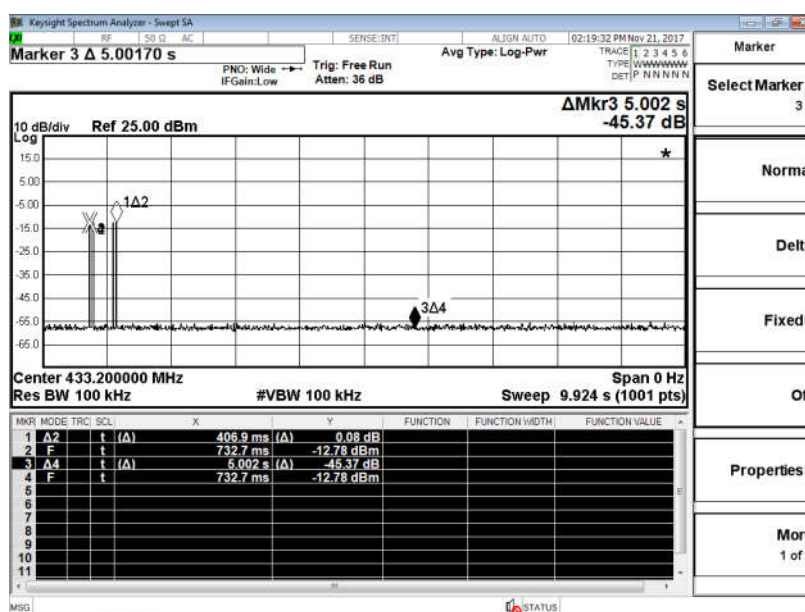 Keysight Spectrum Analyzer - Swept SA
RF 50 Ω AC SENSE:INT ALIGN AUTO 02:19:32 PM Nov 21, 2017
Marker 3 Δ 5.00170 s
PNO: Wide
IFGain:Low
Trig: Free Run
Atten: 36 dB
Avg Type: Log-Pwr
TRACE 1 2 3 4 5 6
TYPE WWWWWW
DET P N N N N N
ΔMkr3 5.002 s
-45.37 dB
10 dB/div Ref 25.00 dBm
Log
15.0
5.00
-5.00
-15.0
-25.0
-35.0
-45.0
-55.0
-65.0
1Δ2
3Δ4
*
Center 433.200000 MHz Span 0 Hz
Res BW 100 kHz #VBW 100 kHz Sweep 9.924 s (1001 pts)
MKR MODE TRC SCL X Y FUNCTION FUNCTION WIDTH FUNCTION VALUE
1 Δ2 t (Δ) 406.9 ms (Δ) 0.08 dB
2 F t 732.7 ms -12.78 dBm
3 Δ4 t (Δ) 5.002 s (Δ) -45.37 dB
4 F t 732.7 ms -12.78 dBm
5
6
7
8
9
10
11
MSG STATUS
Marker
Select Marker
3
Norma
Delt
Fixed
Of
Properties
Mor
1 of